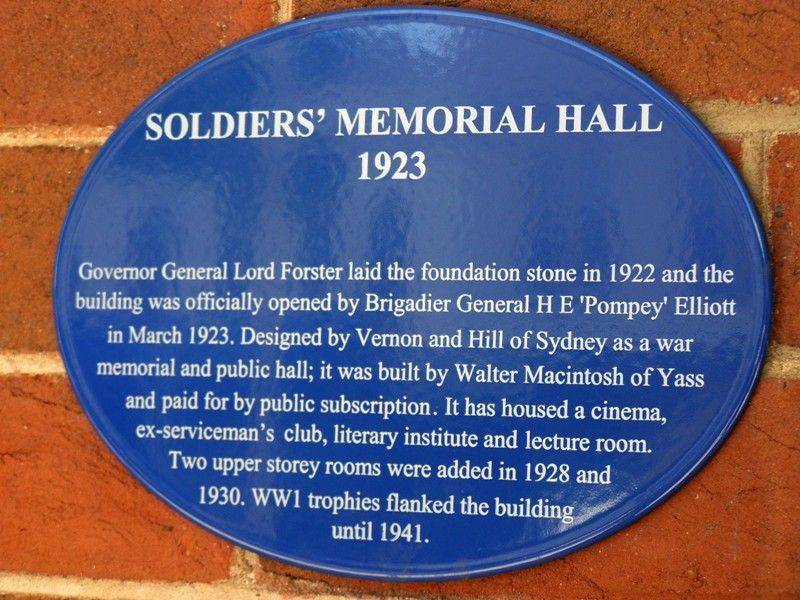 SOLDIERS’ MEMORIAL HALL
1923
Governor General Lord Forster laid the foundation stone in 1922 and the
building was officially opened by Brigadier General H E 'Pompey' Elliott
in March 1923. Designed by Vernon and Hill of Sydney as a war
memorial and public hall; it was built by Walter Macintosh of Yass
and paid for by public subscription. It has housed a cinema,
ex-serviceman’s club, literary institute and lecture room.
Two upper storey rooms were added in 1928 and
1930. WW1 trophies flanked the building
until 1941.